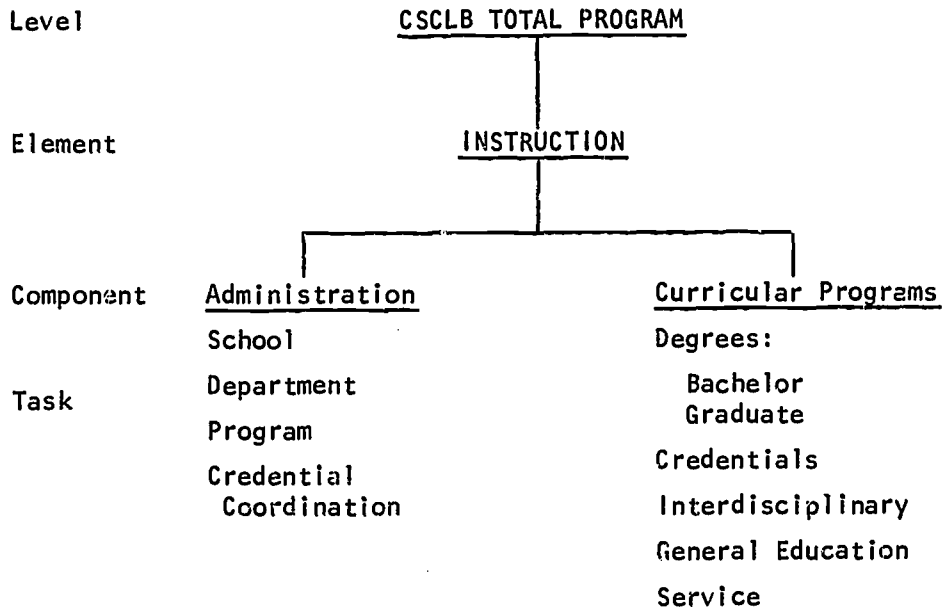 Level
CSCLB TOTAL PROGRAM
Element
INSTRUCTION
Component
Administration
Curricular Programs
Task
School
Department
Program
Credential
Coordination
Degrees:
Bachelor
Graduate
Credentials
Interdisciplinary
General Education
Service